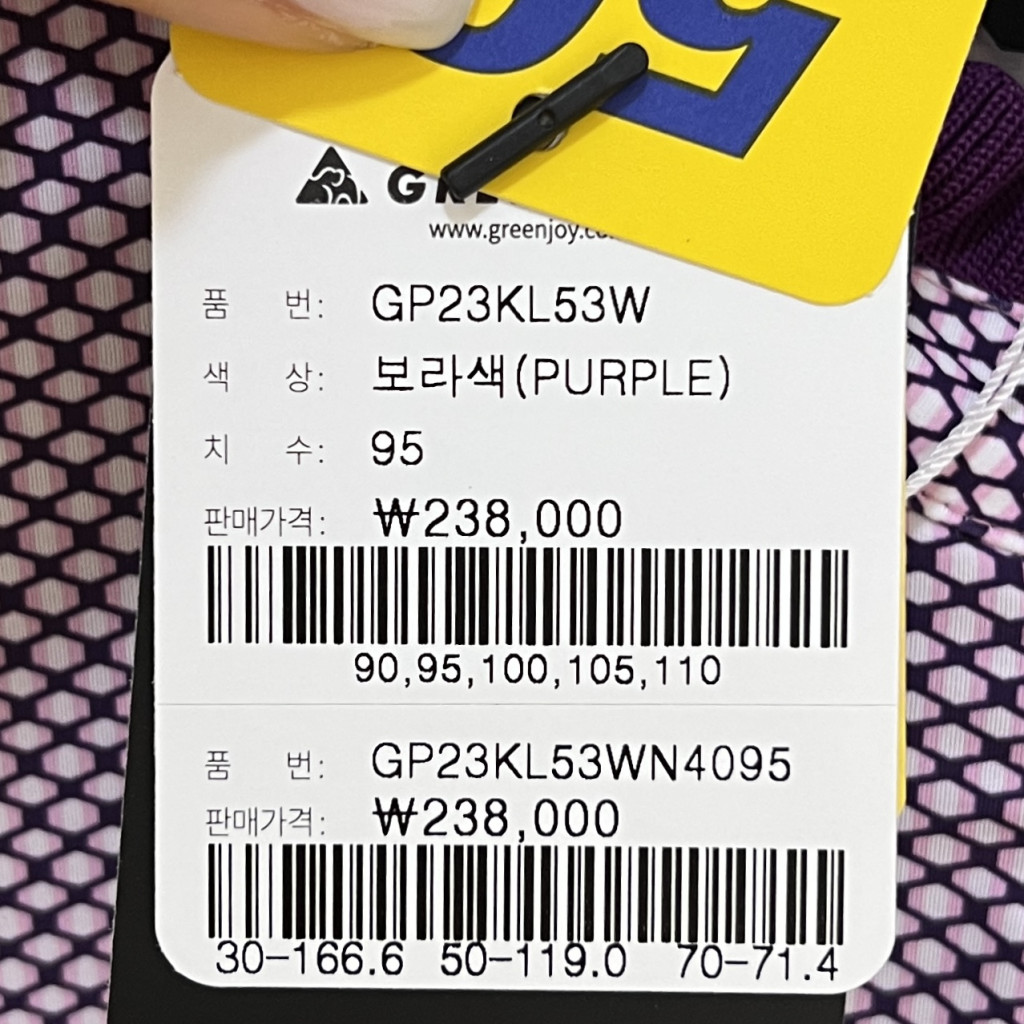 www.greenjoy.co
품 번: GP23KL53W
색 상: 보라색(PURPLE)
치 수: 95
판매가격: ₩238,000
90,95,100,105,110
품 번: GP23KL53WN4095
판매가격: ₩238,000
30-166.6 50-119.0 70-71.4